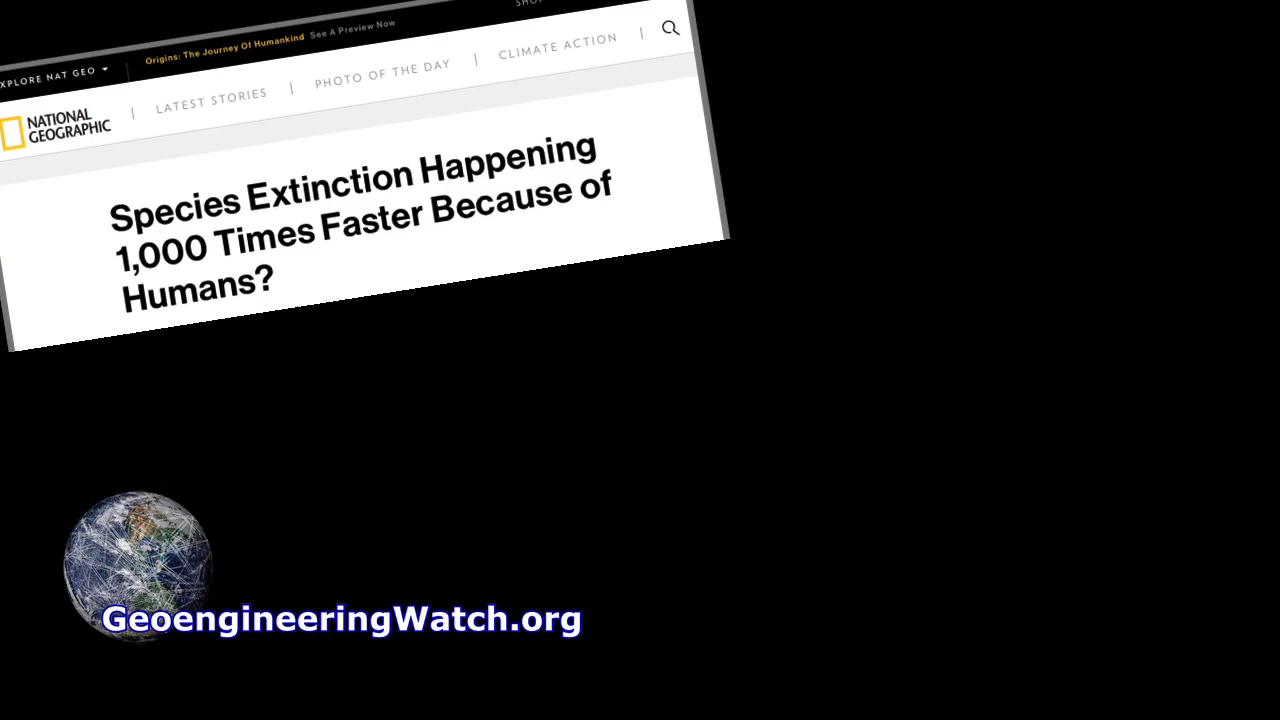 XPLORE NAT GEO
Origins: The Journey Of Humankind See A Preview Now
NATIONAL
GEOGRAPHIC
LATEST STORIES
PHOTO OF THE DAY
CLIMATE ACTION
Species Extinction Happening
1,000 Times Faster Because of
Humans?
GeoengineeringWatch.org